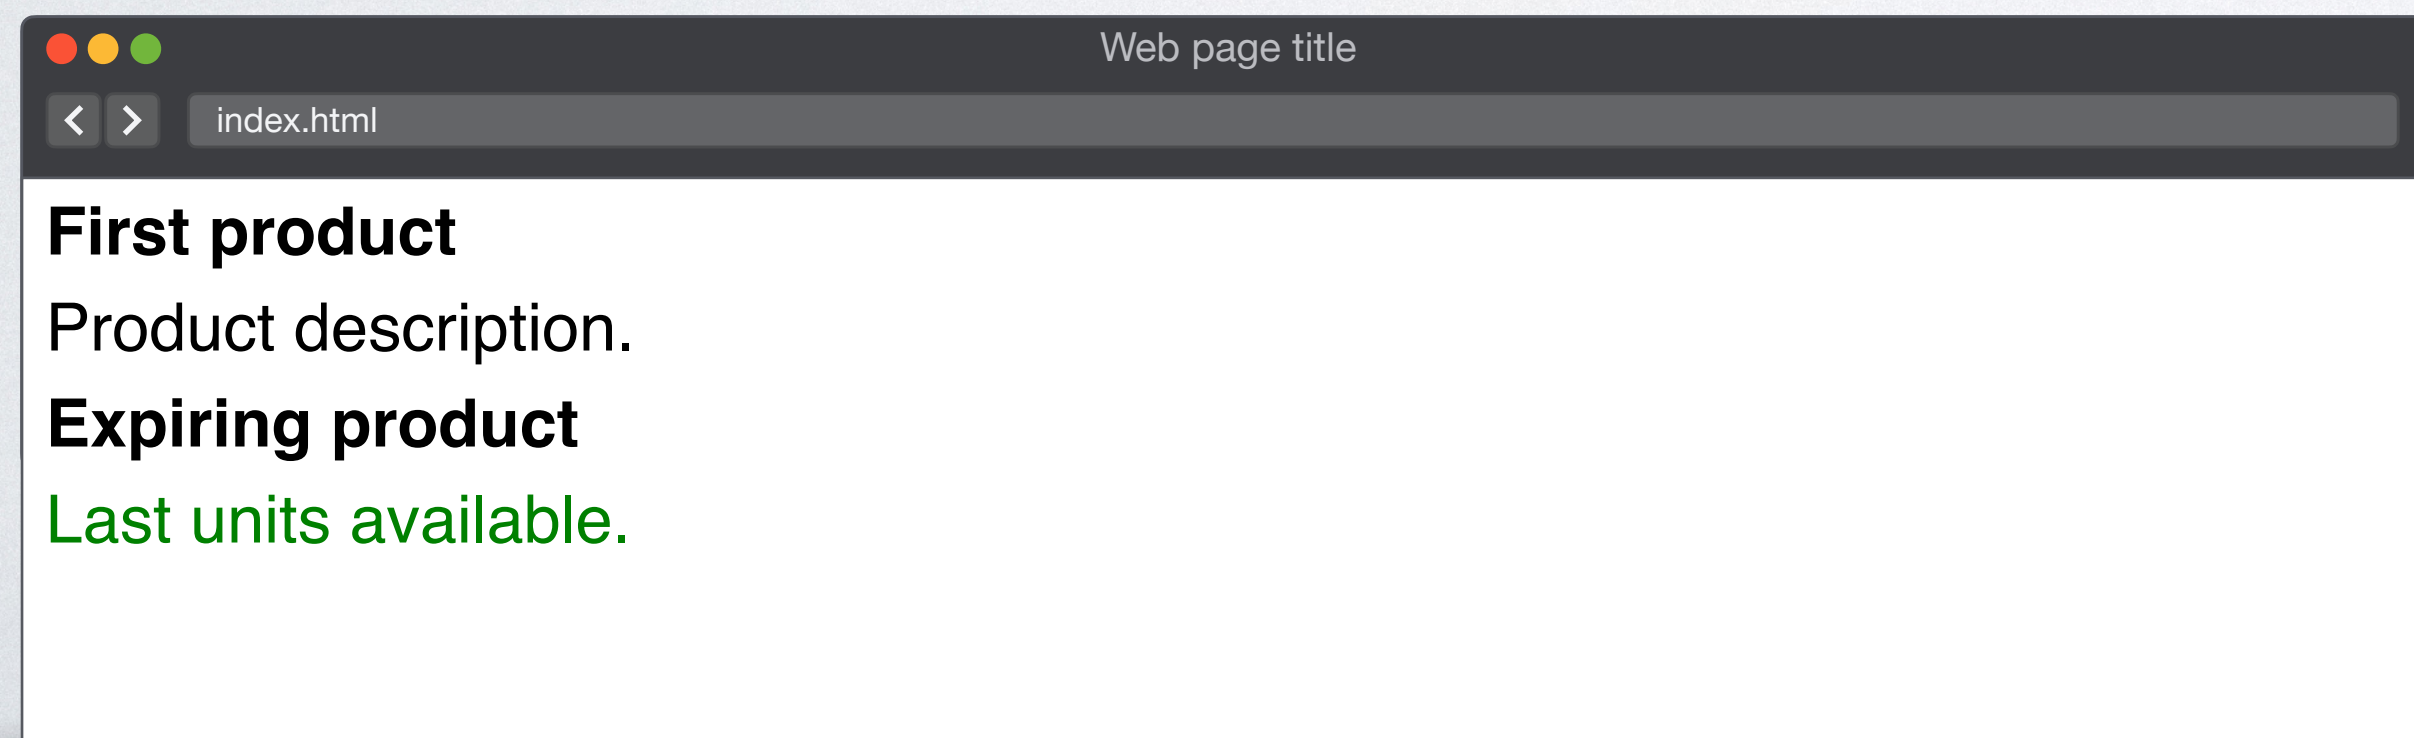 Web page title
index.html
First product
Product description.
Expiring product
Last units available.